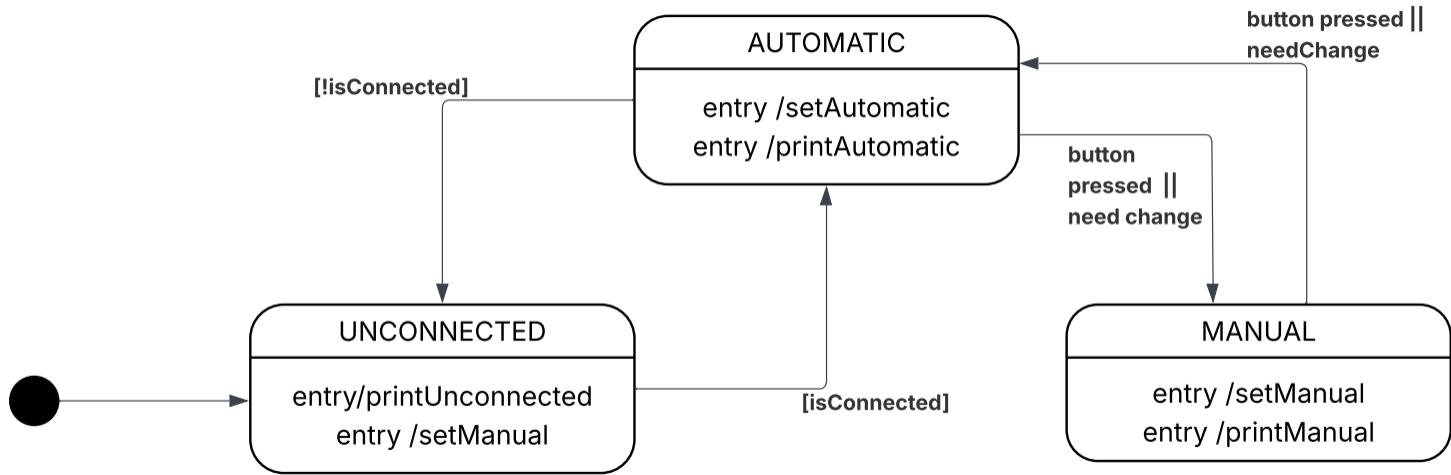 button pressed ||
needChange
AUTOMATIC
[!isConnected]
entry /setAutomatic
entry /printAutomatic
button
pressed ||
need change
UNCONNECTED
entry/printUnconnected
entry /setManual
[isConnected]
MANUAL
entry /setManual
entry /printManual